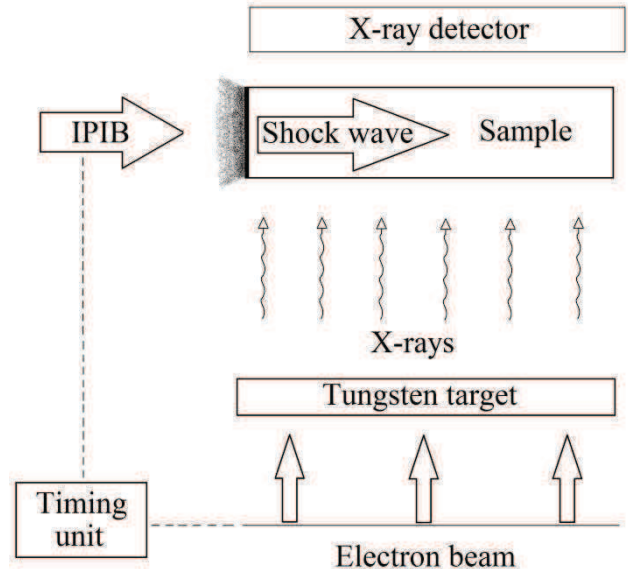 X-ray detector
IPIB
Shock wave
Sample
X-rays
Tungsten target
Timing
unit
Electron beam